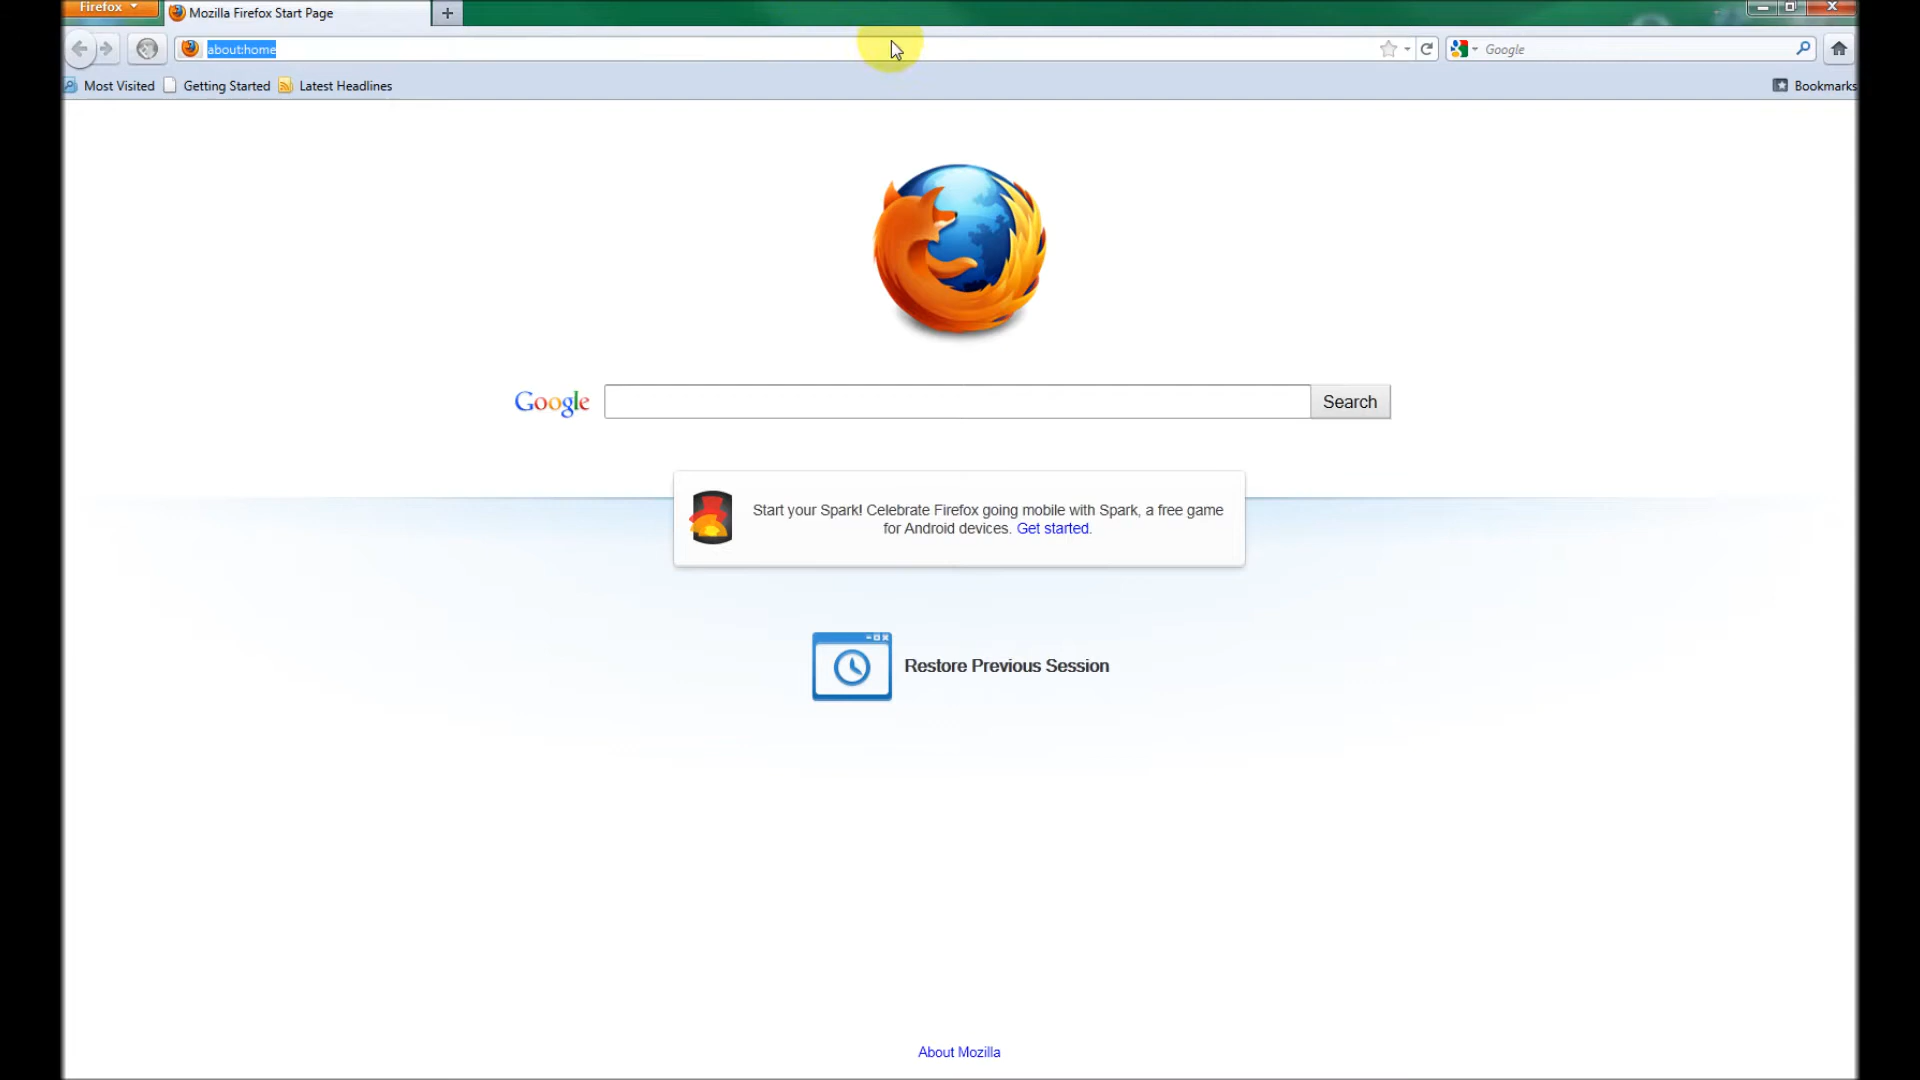 Firefox
Mozilla Firefox Start Page
about:home
Google
Most Visited
Getting Started
Latest Headlines
Bookmarks
Google
Search
Start your Spark! Celebrate Firefox going mobile with Spark, a free game
for Android devices. Get started.
Restore Previous Session
About Mozilla